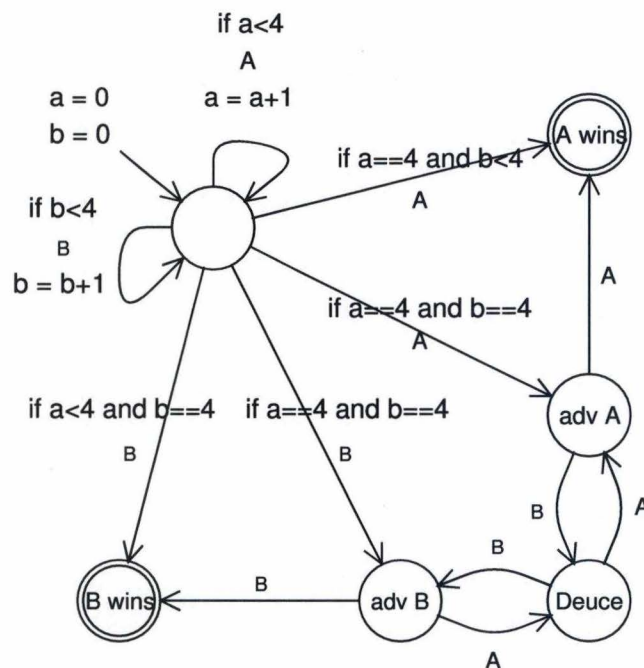 if a<4
A
a = a+1
a = 0
b = 0
A wins
if a==4 and b<4
A
if b<4
B
b = b+1
A
if a==4 and b==4
A
if a<4 and b==4
if a==4 and b==4
adv A
B
B
B
A
B
B
B wins
adv B
Deuce
A